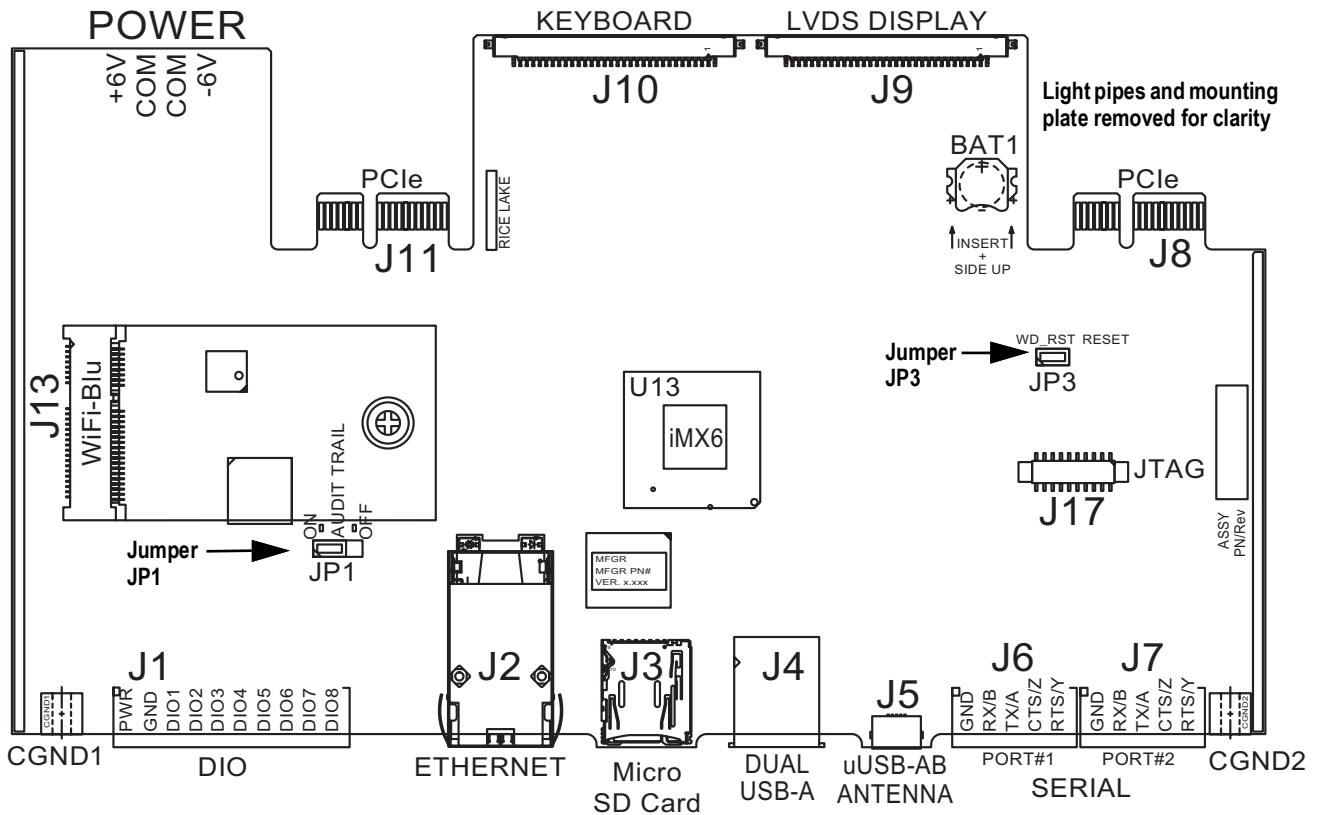 POWER
+6V
COM
COM
-6V
KEYBOARD
J10
LVDS DISPLAY
J9
1
1
Light pipes and mounting
plate removed for clarity
BAT1
+
-
+
+
INSERT
+
SIDE UP
PCIe
J11
RICE LAKE
PCIe
J8
J13
WiFi-Blu
ON
AUDIT TRAIL
OFF
Jumper
JP1
JP1
U13
iMX6
Jumper
JP3
WD_RST RESET
JP3
JTAG
J17
ASSY
PN/Rev
MFGR
MFGR PN#
VER. x.xxx
J1
PWR
GND
DIO1
DIO2
DIO3
DIO4
DIO5
DIO6
DIO7
DIO8
DIO
CGND1
CGND1
J2
ETHERNET
J3
Micro
SD Card
J4
DUAL
USB-A
J5
uUSB-AB
ANTENNA
J6
GND
RX/B
TX/A
CTS/Z
RTS/Y
PORT#1
J7
GND
RX/B
TX/A
CTS/Z
RTS/Y
PORT#2
SERIAL
CGND2
CGND2